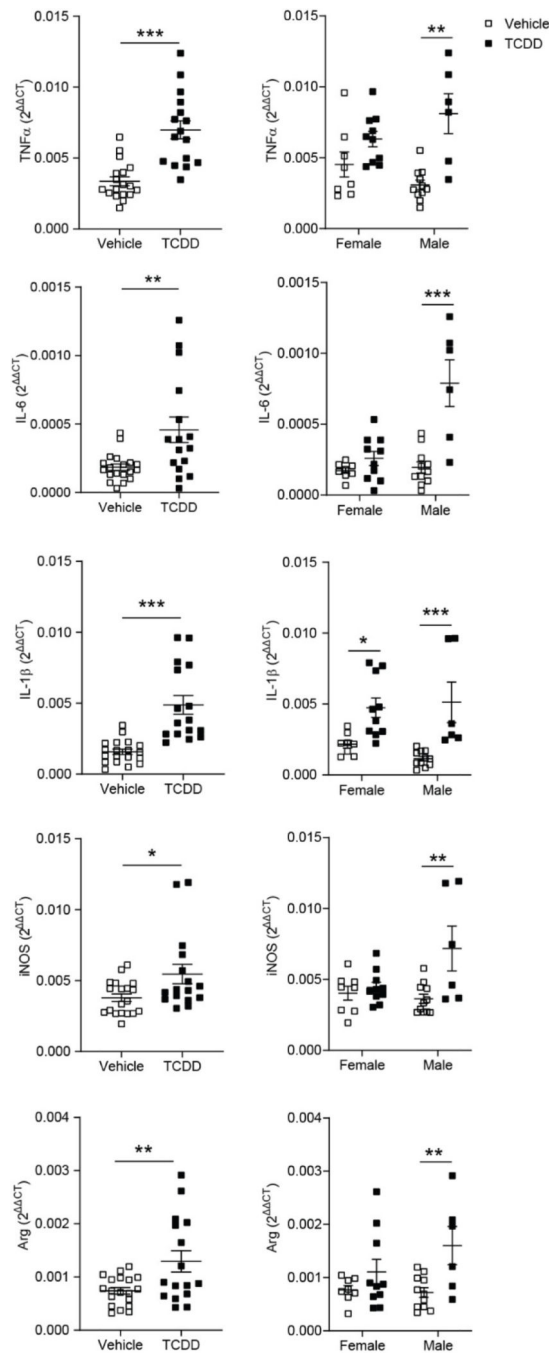 □ Vehicle
■ TCDD
***
TNFα (2^ΔΔCT)
0.015
0.010
0.005
0.000
Vehicle TCDD
**
TNFα (2^ΔΔCT)
0.015
0.010
0.005
0.000
Female Male
**
IL-6 (2^ΔΔCT)
0.0015
0.0010
0.0005
0.0000
Vehicle TCDD
***
IL-6 (2^ΔΔCT)
0.0015
0.0010
0.0005
0.0000
Female Male
***
IL-1β (2^ΔΔCT)
0.015
0.010
0.005
0.000
Vehicle TCDD
* ***
IL-1β (2^ΔΔCT)
0.015
0.010
0.005
0.000
Female Male
*
iNOS (2^ΔΔCT)
0.015
0.010
0.005
0.000
Vehicle TCDD
**
iNOS (2^ΔΔCT)
0.015
0.010
0.005
0.000
Female Male
**
Arg (2^ΔΔCT)
0.004
0.003
0.002
0.001
0.000
Vehicle TCDD
**
Arg (2^ΔΔCT)
0.004
0.003
0.002
0.001
0.000
Female Male